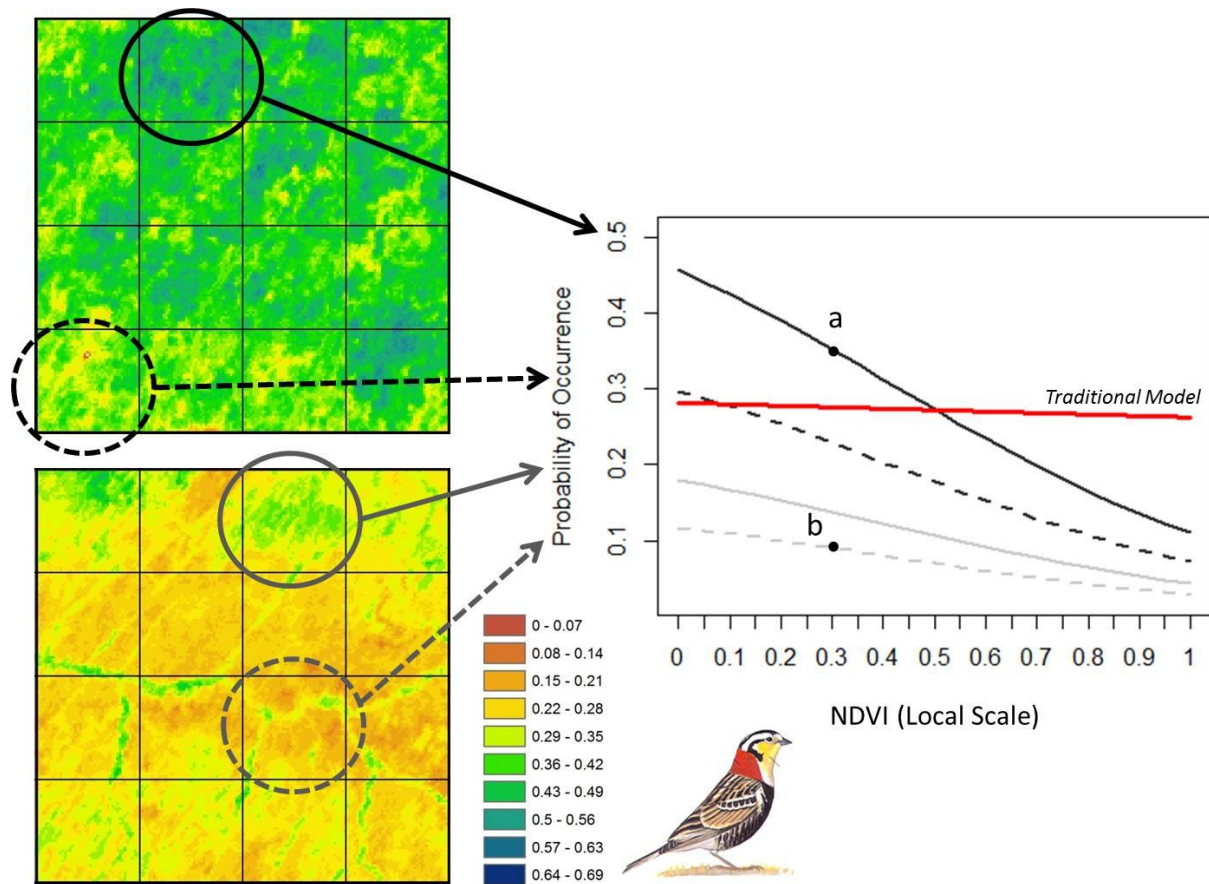 0.5
0.4
0.3
0.2
0.1
Probability of Occurrence
a
Traditional Model
b
0 0.1 0.2 0.3 0.4 0.5 0.6 0.7 0.8 0.9 1
NDVI (Local Scale)
0 - 0.07
0.08 - 0.14
0.15 - 0.21
0.22 - 0.28
0.29 - 0.35
0.36 - 0.42
0.43 - 0.49
0.5 - 0.56
0.57 - 0.63
0.64 - 0.69